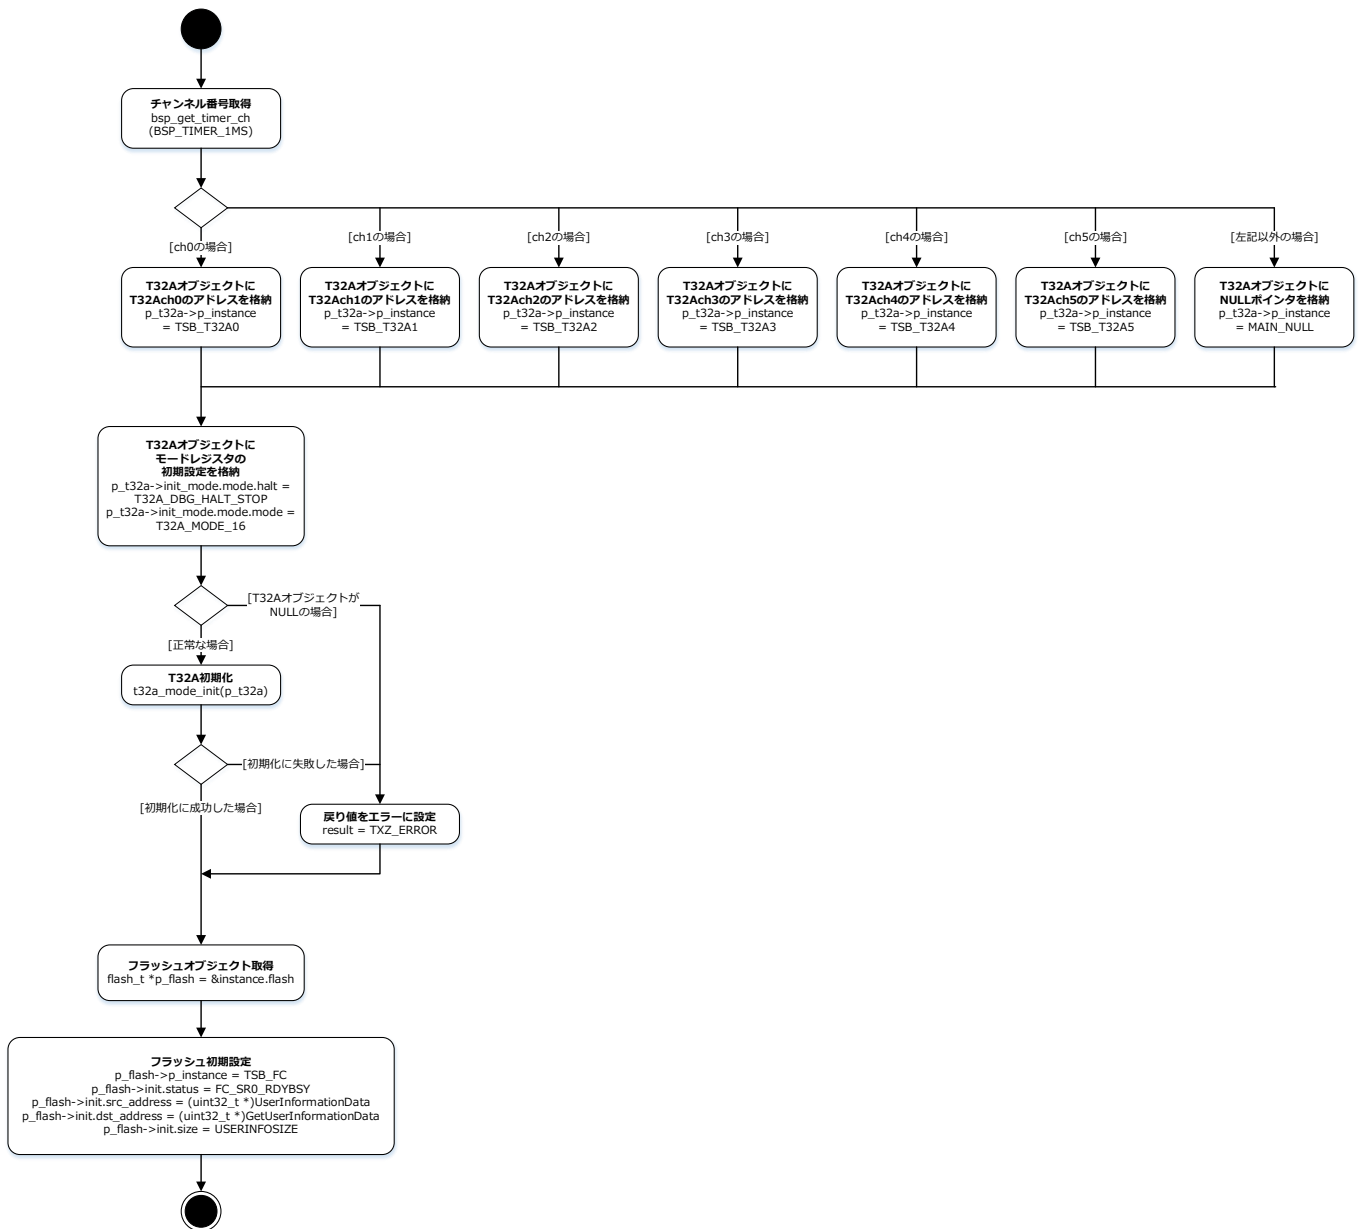 チャンネル番号取得
bsp_get_timer_ch
(BSP_TIMER_1MS)
[ch0の場合]
[ch1の場合]
[ch2の場合]
[ch3の場合]
[ch4の場合]
[ch5の場合]
[左記以外の場合]
T32Aオブジェクトに
T32Ach0のアドレスを格納
p_t32a->p_instance
= TSB_T32A0
T32Aオブジェクトに
T32Ach1のアドレスを格納
p_t32a->p_instance
= TSB_T32A1
T32Aオブジェクトに
T32Ach2のアドレスを格納
p_t32a->p_instance
= TSB_T32A2
T32Aオブジェクトに
T32Ach3のアドレスを格納
p_t32a->p_instance
= TSB_T32A3
T32Aオブジェクトに
T32Ach4のアドレスを格納
p_t32a->p_instance
= TSB_T32A4
T32Aオブジェクトに
T32Ach5のアドレスを格納
p_t32a->p_instance
= TSB_T32A5
T32Aオブジェクトに
NULLポインタを格納
p_t32a->p_instance
= MAIN_NULL
T32Aオブジェクトに
モードレジスタの
初期設定を格納
p_t32a->init_mode.mode.halt =
T32A_DBG_HALT_STOP
p_t32a->init_mode.mode.mode =
T32A_MODE_16
[T32Aオブジェクトが
NULLの場合]
[正常な場合]
T32A初期化
t32a_mode_init(p_t32a)
[初期化に失敗した場合]
[初期化に成功した場合]
戻り値をエラーに設定
result = TXZ_ERROR
フラッシュオブジェクト取得
flash_t *p_flash = &instance.flash
フラッシュ初期設定
p_flash->p_instance = TSB_FC
p_flash->init.status = FC_SR0_RDYBSY
p_flash->init.src_address = (uint32_t *)UserInformationData
p_flash->init.dst_address = (uint32_t *)GetUserInformationData
p_flash->init.size = USERINFOSIZE